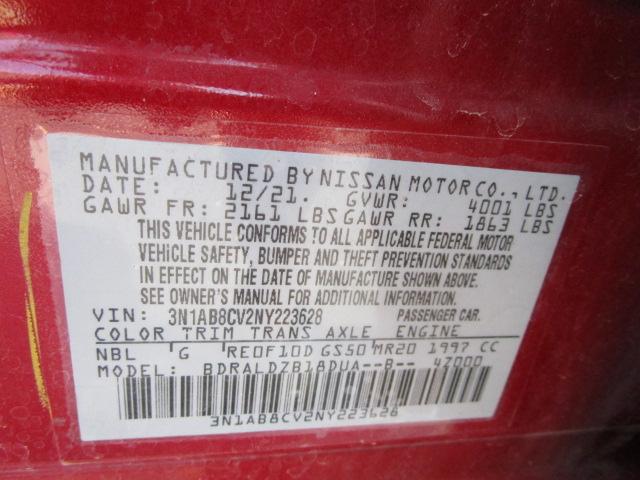 MANUFACTURED BY NISSAN MOTOR CO., LTD.
DATE: 12/21. GVWR: 4001 LBS
GAWR FR: 2161 LBS GAWR RR: 1863 LBS
THIS VEHICLE CONFORMS TO ALL APPLICABLE FEDERAL MOTOR
VEHICLE SAFETY, BUMPER AND THEFT PREVENTION STANDARDS
IN EFFECT ON THE DATE OF MANUFACTURE SHOWN ABOVE.
SEE OWNER'S MANUAL FOR ADDITIONAL INFORMATION.
VIN: 3N1AB8CV2NY223628 PASSENGER CAR.
COLOR TRIM TRANS AXLE ENGINE
NBL G RE0F10D GS50 MR20 1997 CC
MODEL: BDRALDZB18DUA--B-- 4Z000
3N1AB8CV2NY223628